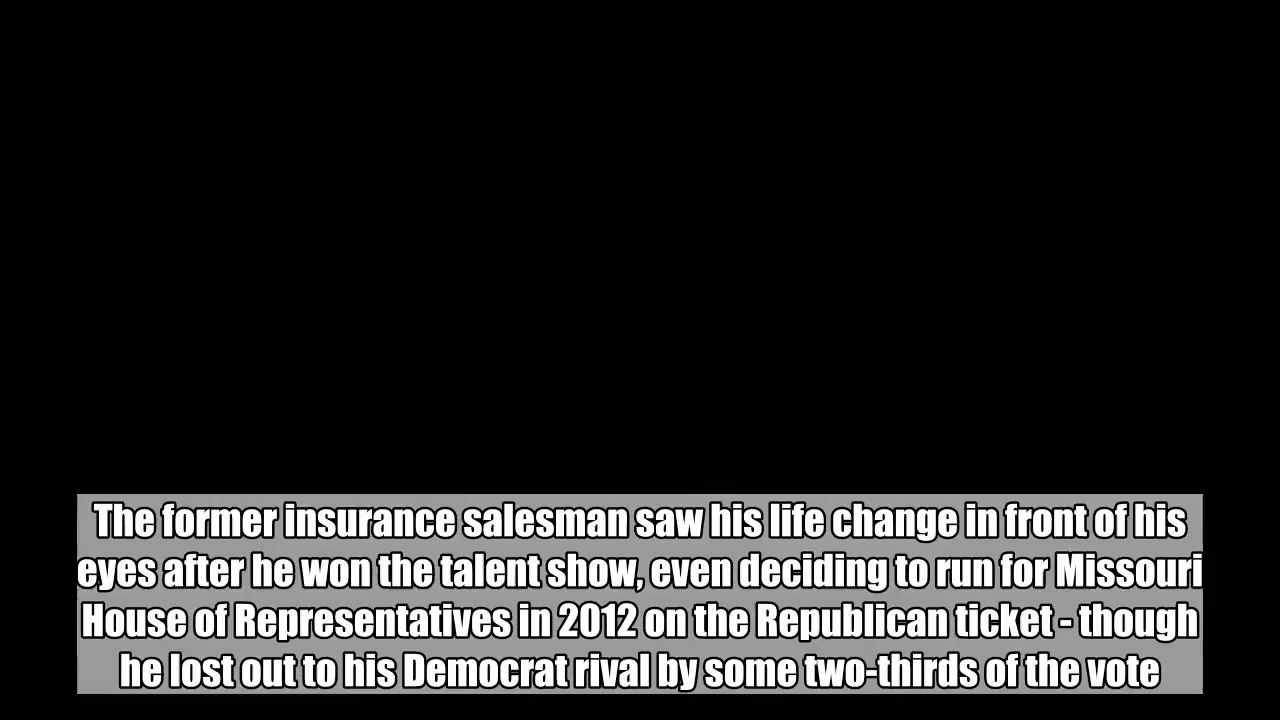 The former insurance salesman saw his life change in front of his
eyes after he won the talent show, even deciding to run for Missouri
House of Representatives in 2012 on the Republican ticket - though
he lost out to his Democrat rival by some two-thirds of the vote